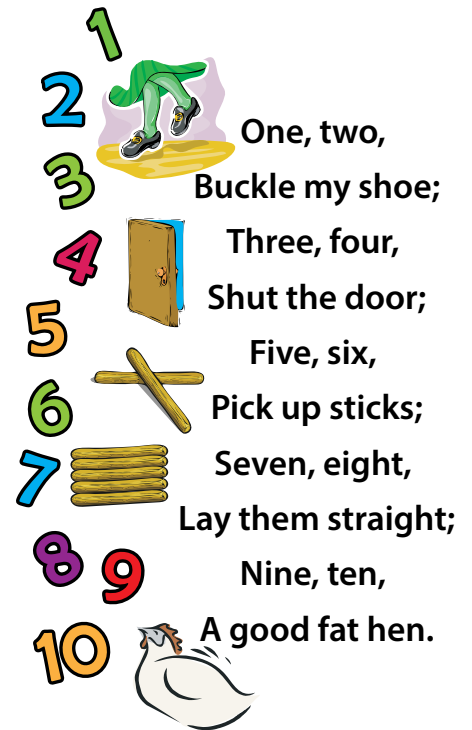 1
2
One, two,
3
Buckle my shoe;
4
Three, four,
Shut the door;
5
Five, six,
6
Pick up sticks;
7
Seven, eight,
Lay them straight;
8
9
Nine, ten,
10
A good fat hen.